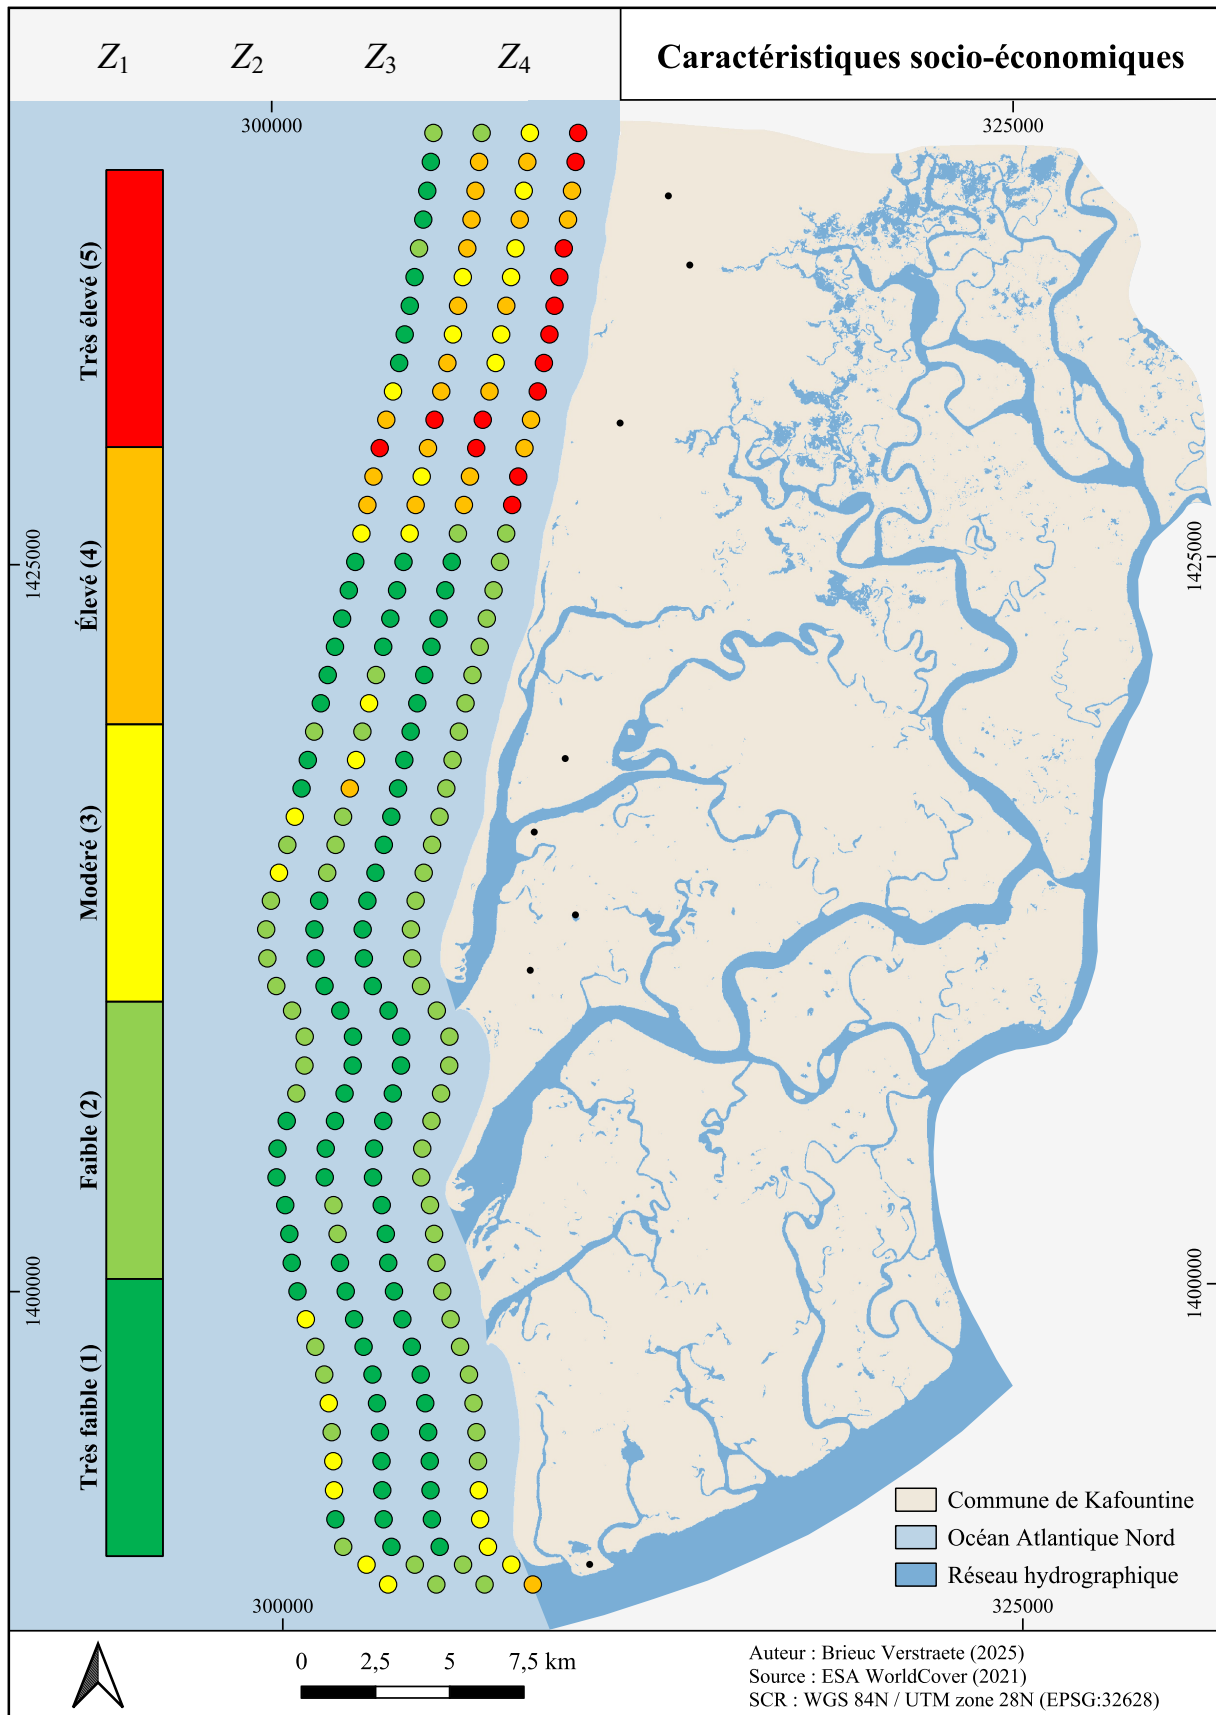 Z1 Z2 Z3 Z4
Caractéristiques socio-économiques
300000
325000
Très élevé (5)
Élevé (4)
Modéré (3)
Faible (2)
Très faible (1)
1425000
1425000
1400000
1400000
Commune de Kafountine
Océan Atlantique Nord
Réseau hydrographique
300000
325000
0 2,5 5 7,5 km
Auteur : Brieuc Verstraete (2025)
Source : ESA WorldCover (2021)
SCR : WGS 84N / UTM zone 28N (EPSG:32628)